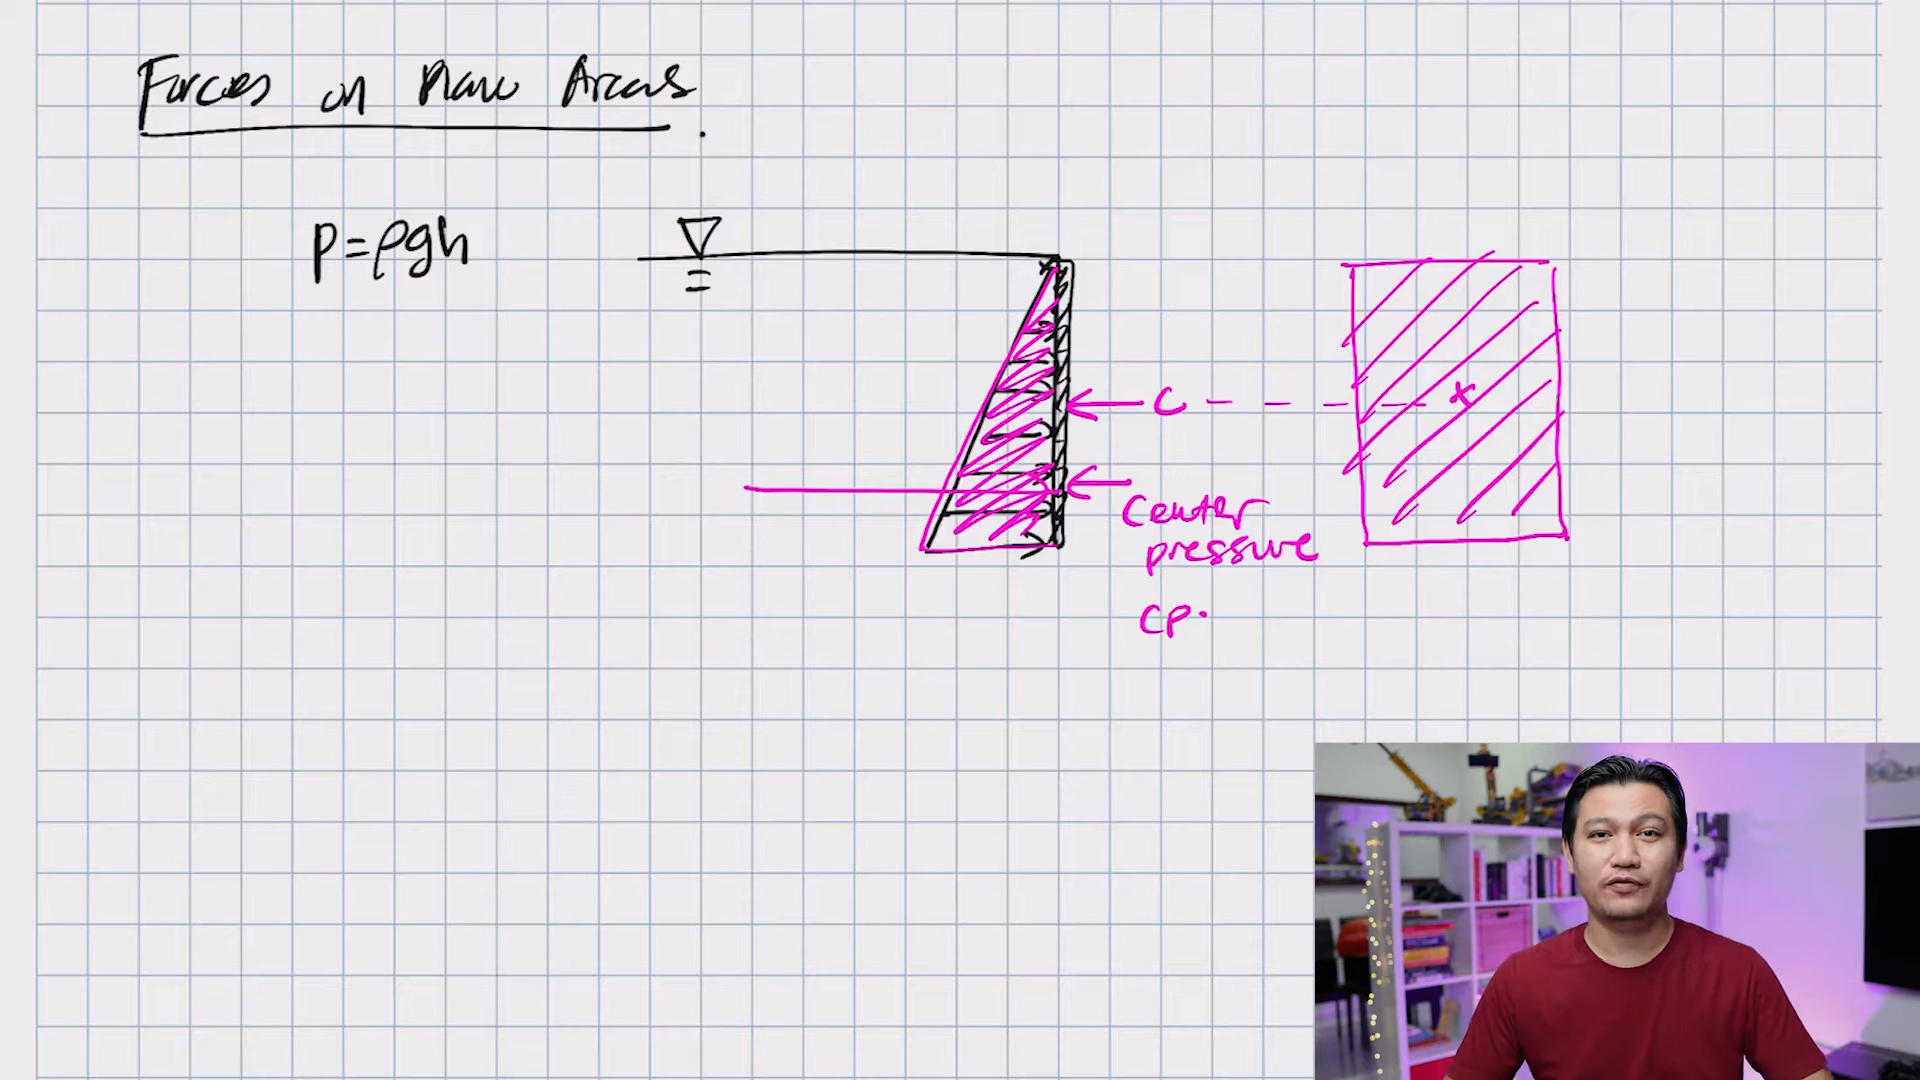 Forces on Plane Areas.
P=ρgh
C
Center
pressure
CP.